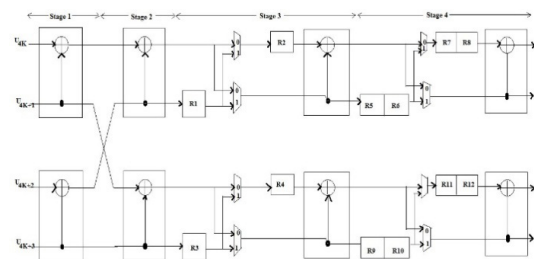 Stage 1 Stage 2 Stage 3 Stage 4
U4K
R2 R7 R8
0 1
0 1
U4K+1
R1 R5 R6
0 1
0 1
U4K+2
R4 R11 R12
0 1
U4K+3
R3 R9 R10
0 1
0 1